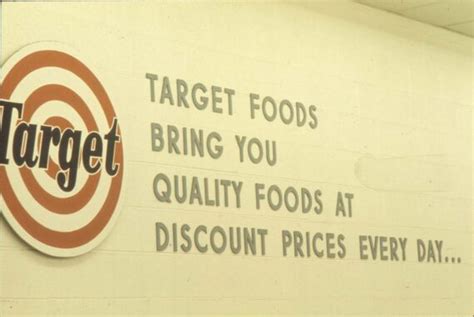 Target
TARGET FOODS
BRING YOU
QUALITY FOODS AT
DISCOUNT PRICES EVERY DAY...